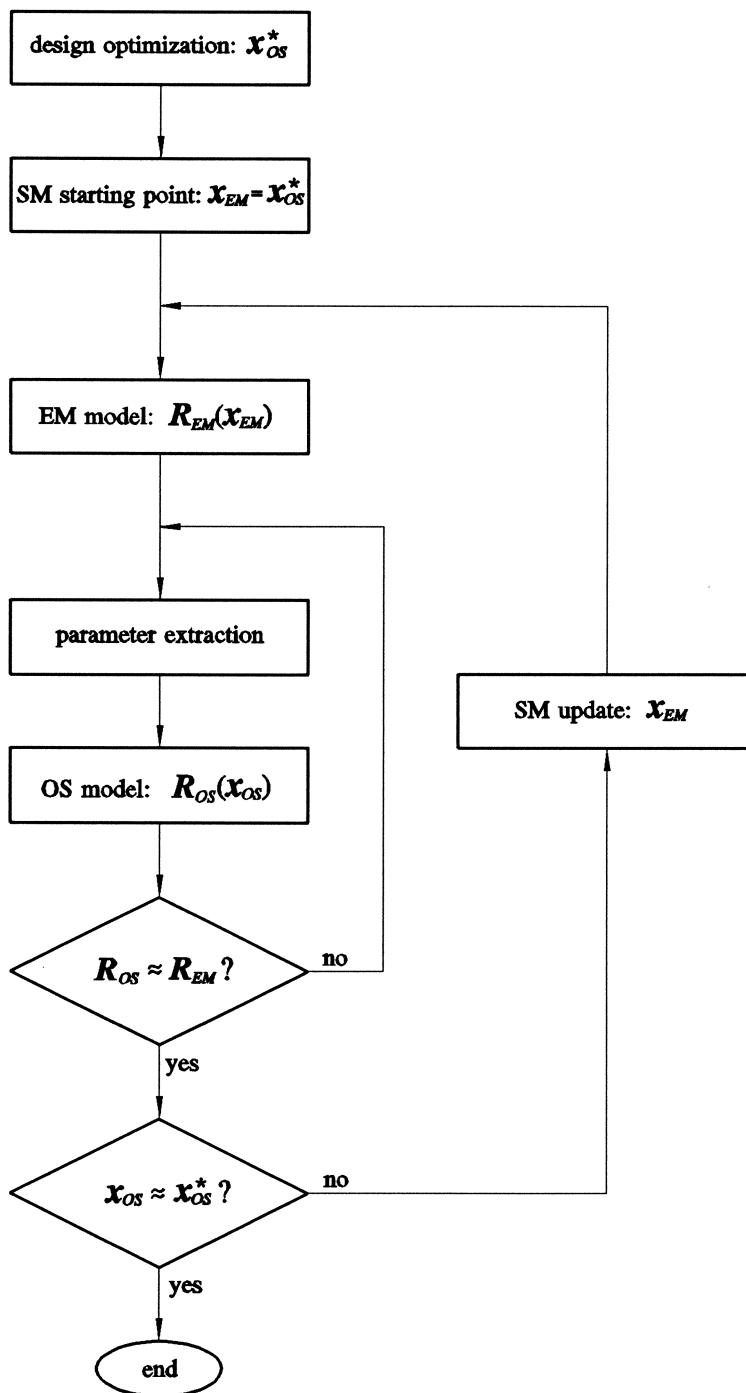 design optimization: x*OS
SM starting point: xEM = x*OS
EM model: REM(xEM)
parameter extraction
SM update: xEM
OS model: ROS(xOS)
ROS ≈ REM ?
no
yes
xOS ≈ x*OS ?
no
yes
end